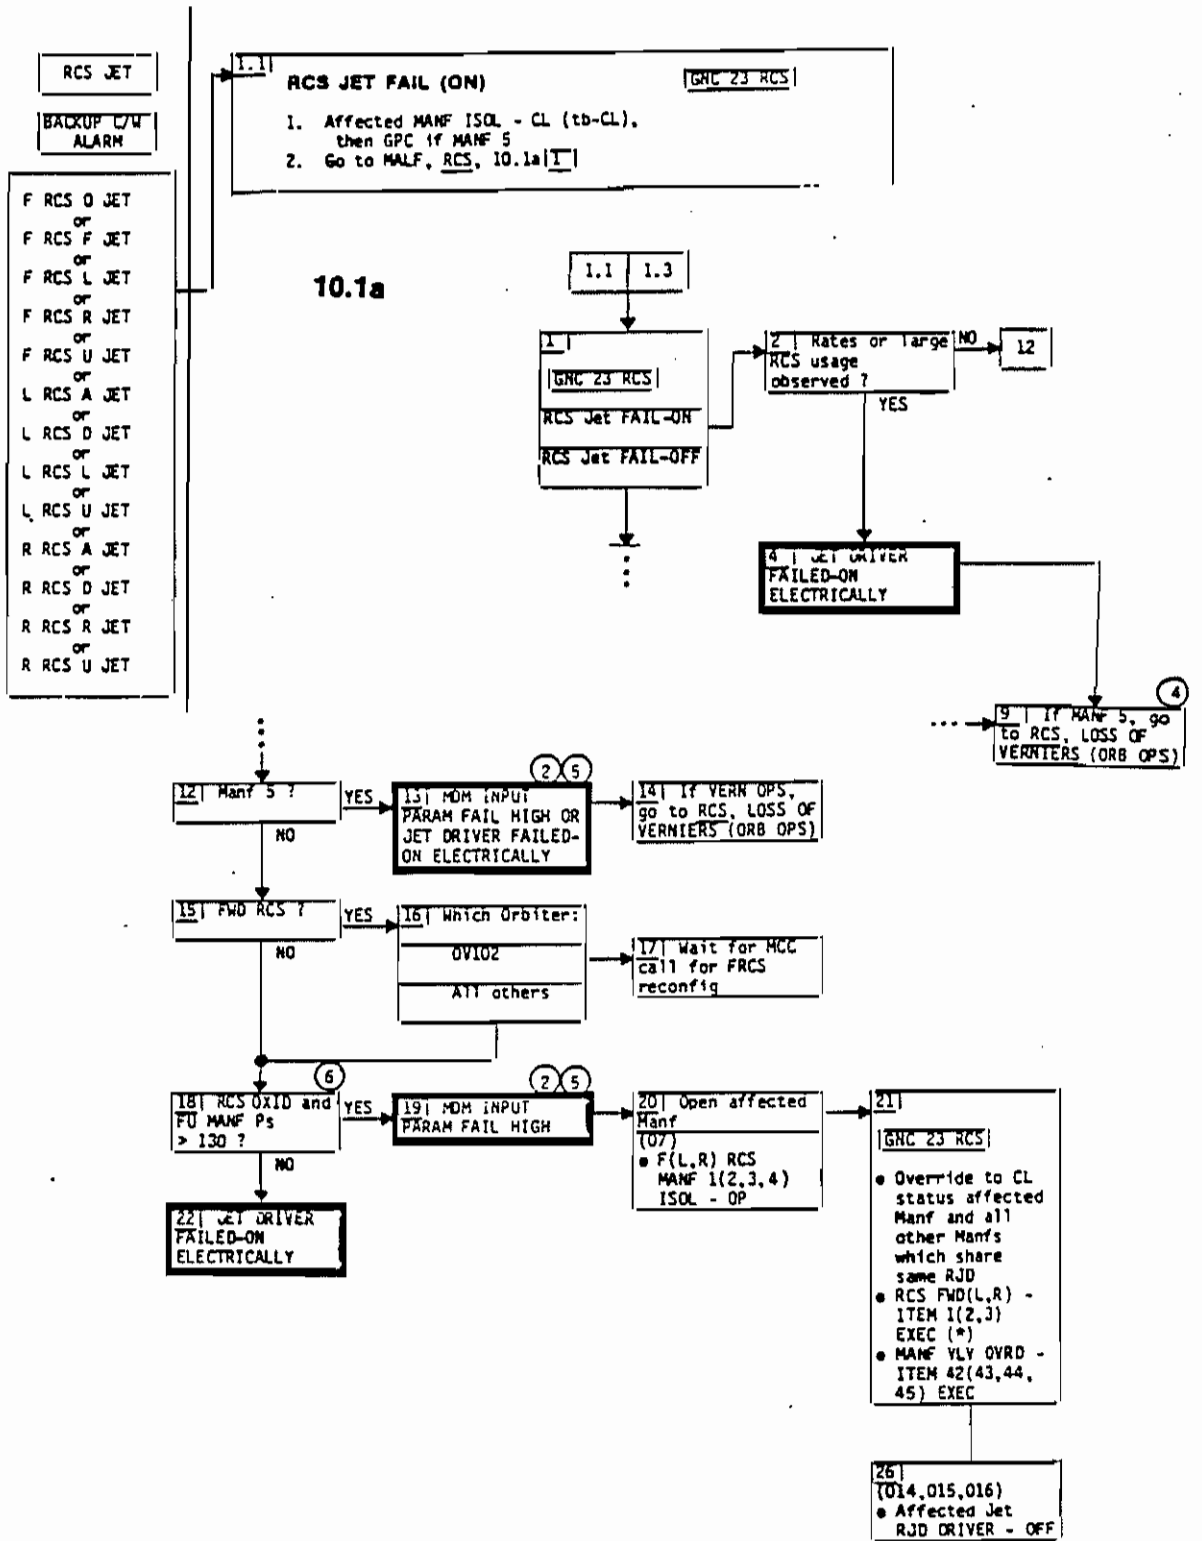 RCS JET
BACKUP C/W
ALARM
F RCS O JET
or
F RCS F JET
or
F RCS L JET
or
F RCS R JET
or
F RCS U JET
or
L RCS A JET
or
L RCS D JET
or
L RCS L JET
or
L RCS U JET
or
R RCS A JET
or
R RCS D JET
or
R RCS R JET
or
R RCS U JET
1.1
RCS JET FAIL (ON)
GNC 23 RCS
1. Affected MANF ISOL - CL (tb-CL),
then GPC if MANF 5
2. Go to MALF, RCS, 10.1a 1
10.1a
1.1 1.3
1
GNC 23 RCS
RCS Jet FAIL-ON
RCS Jet FAIL-OFF
2 Rates or large
RCS usage
observed ?
NO
12
YES
4 JET DRIVER
FAILED-ON
ELECTRICALLY
4
9 If MANF 5, go
to RCS, LOSS OF
VERNIERS (ORB OPS)
12 Manf 5 ?
YES
NO
2 5
13 MDM INPUT
PARAM FAIL HIGH OR
JET DRIVER FAILED-
ON ELECTRICALLY
14 If VERN OPS,
go to RCS, LOSS OF
VERNIERS (ORB OPS)
15 FWD RCS ?
YES
NO
16 Which Orbiter:
OV102
All others
17 Wait for MCC
call for FRCS
reconfig
6
18 RCS OXID and
FU MANF Ps
> 130 ?
YES
NO
2 5
19 MDM INPUT
PARAM FAIL HIGH
20 Open affected
Manf
(07)
• F(L,R) RCS
MANF 1(2,3,4)
ISOL - OP
21
GNC 23 RCS
• Override to CL
status affected
Manf and all
other Manfs
which share
same RJD
• RCS FWD(L,R) -
ITEM 1(2,3)
EXEC (*)
• MANF VLV OVRD -
ITEM 42(43,44,
45) EXEC
22 JET DRIVER
FAILED-ON
ELECTRICALLY
26
(014,015,016)
• Affected Jet
RJD DRIVER - OFF